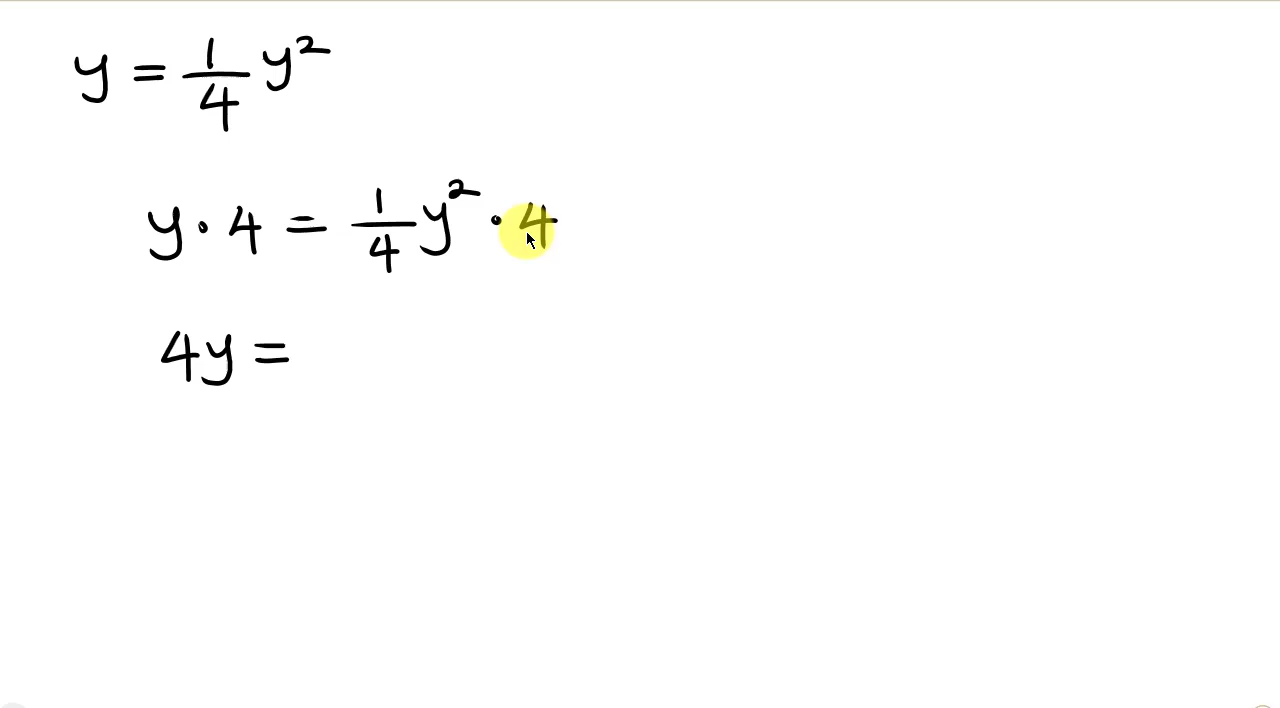 y = 1/4 y²
y · 4 = 1/4 y² · 4
4y =